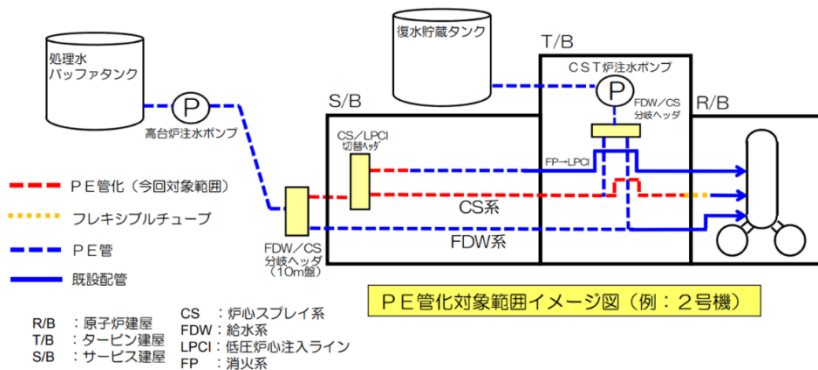 処理水
バッファタンク
P
高台炉注水ポンプ
復水貯蔵タンク
T/B
CST炉注水ポンプ
P
FDW/CS
分岐ヘッダ
S/B
R/B
CS/LPCI
切替ヘッダ
FP→LPCI
CS系
FDW系
FDW/CS
分岐ヘッダ
(10m盤)
PE管化(今回対象範囲)
フレキシブルチューブ
PE管
既設配管
PE管化対象範囲イメージ図(例:2号機)
R/B :原子炉建屋
T/B :タービン建屋
S/B :サービス建屋
CS :炉心スプレイ系
FDW:給水系
LPCI:低圧炉心注入ライン
FP :消火系